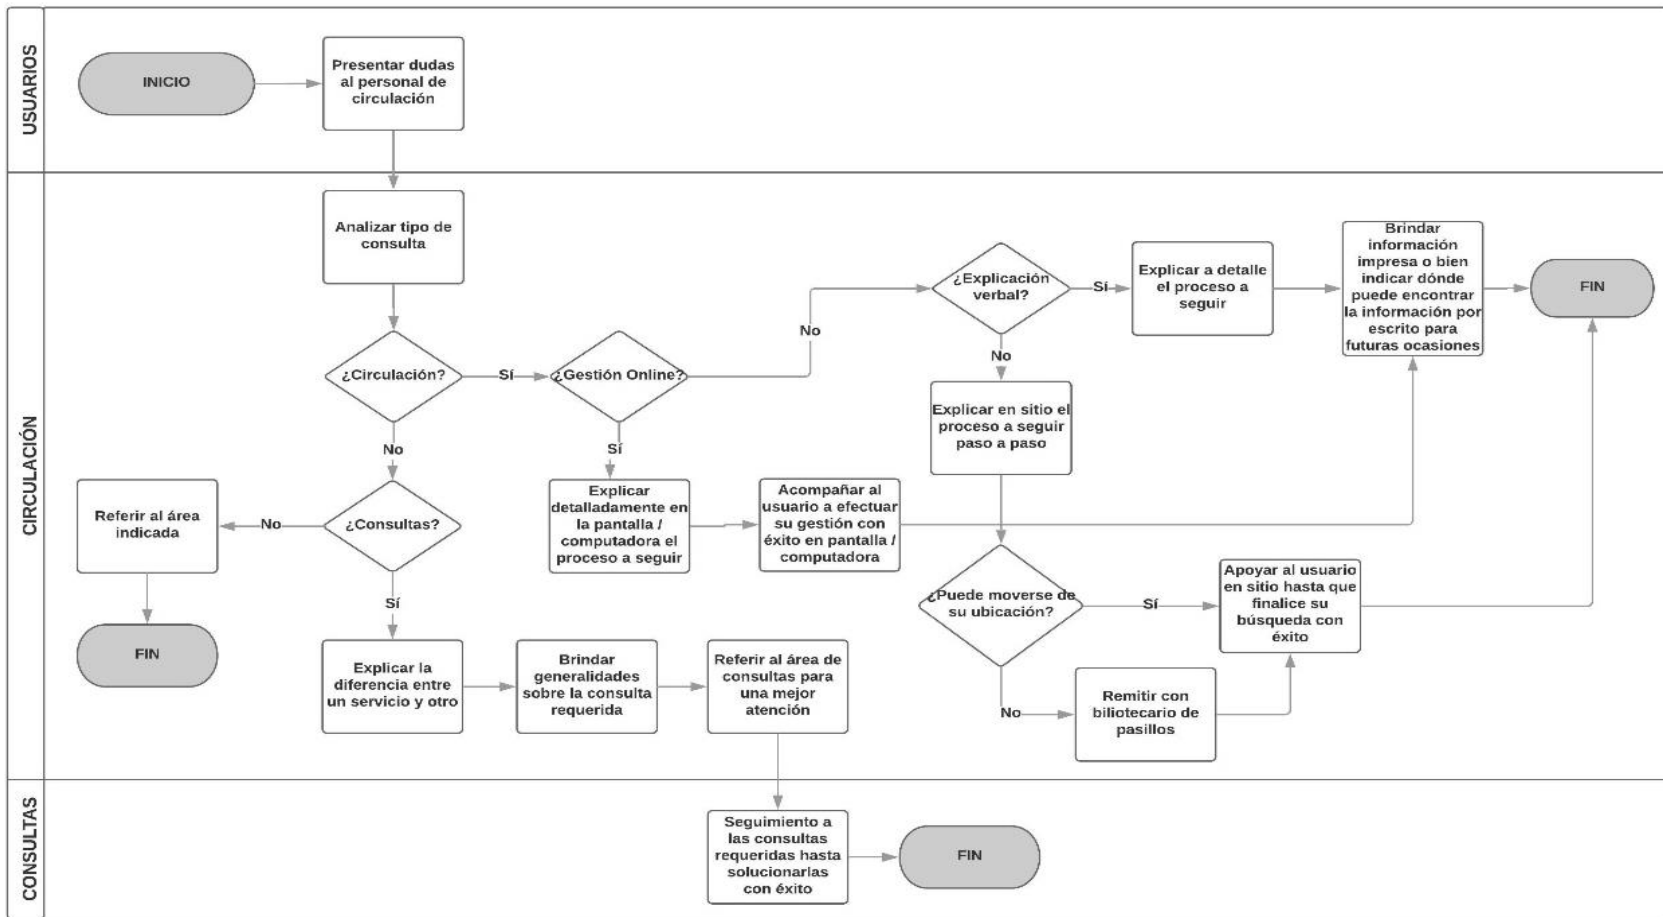 USUARIOS
INICIO
Presentar dudas
al personal de
circulación
CIRCULACIÓN
Analizar tipo de
consulta
¿Circulación?
Sí
¿Gestión Online?
No
¿Explicación
verbal?
Sí
Explicar a detalle
el proceso a
seguir
Brindar
información
impresa o bien
indicar dónde
puede encontrar
la información por
escrito para
futuras ocasiones
FIN
No
Explicar en sitio el
proceso a seguir
paso a paso
No
Sí
Referir al área
indicada
No
¿Consultas?
Explicar
detalladamente en
la pantalla /
computadora el
proceso a seguir
Acompañar al
usuario a efectuar
su gestión con
éxito en pantalla /
computadora
¿Puede moverse de
su ubicación?
Sí
Apoyar al usuario
en sitio hasta que
finalice su
búsqueda con
éxito
FIN
Sí
Explicar la
diferencia entre
un servicio y otro
Brindar
generalidades
sobre la consulta
requerida
Referir al área de
consultas para
una mejor
atención
No
Remitir con
biliotecario de
pasillos
CONSULTAS
Seguimiento a
las consultas
requeridas hasta
solucionarlas
con éxito
FIN